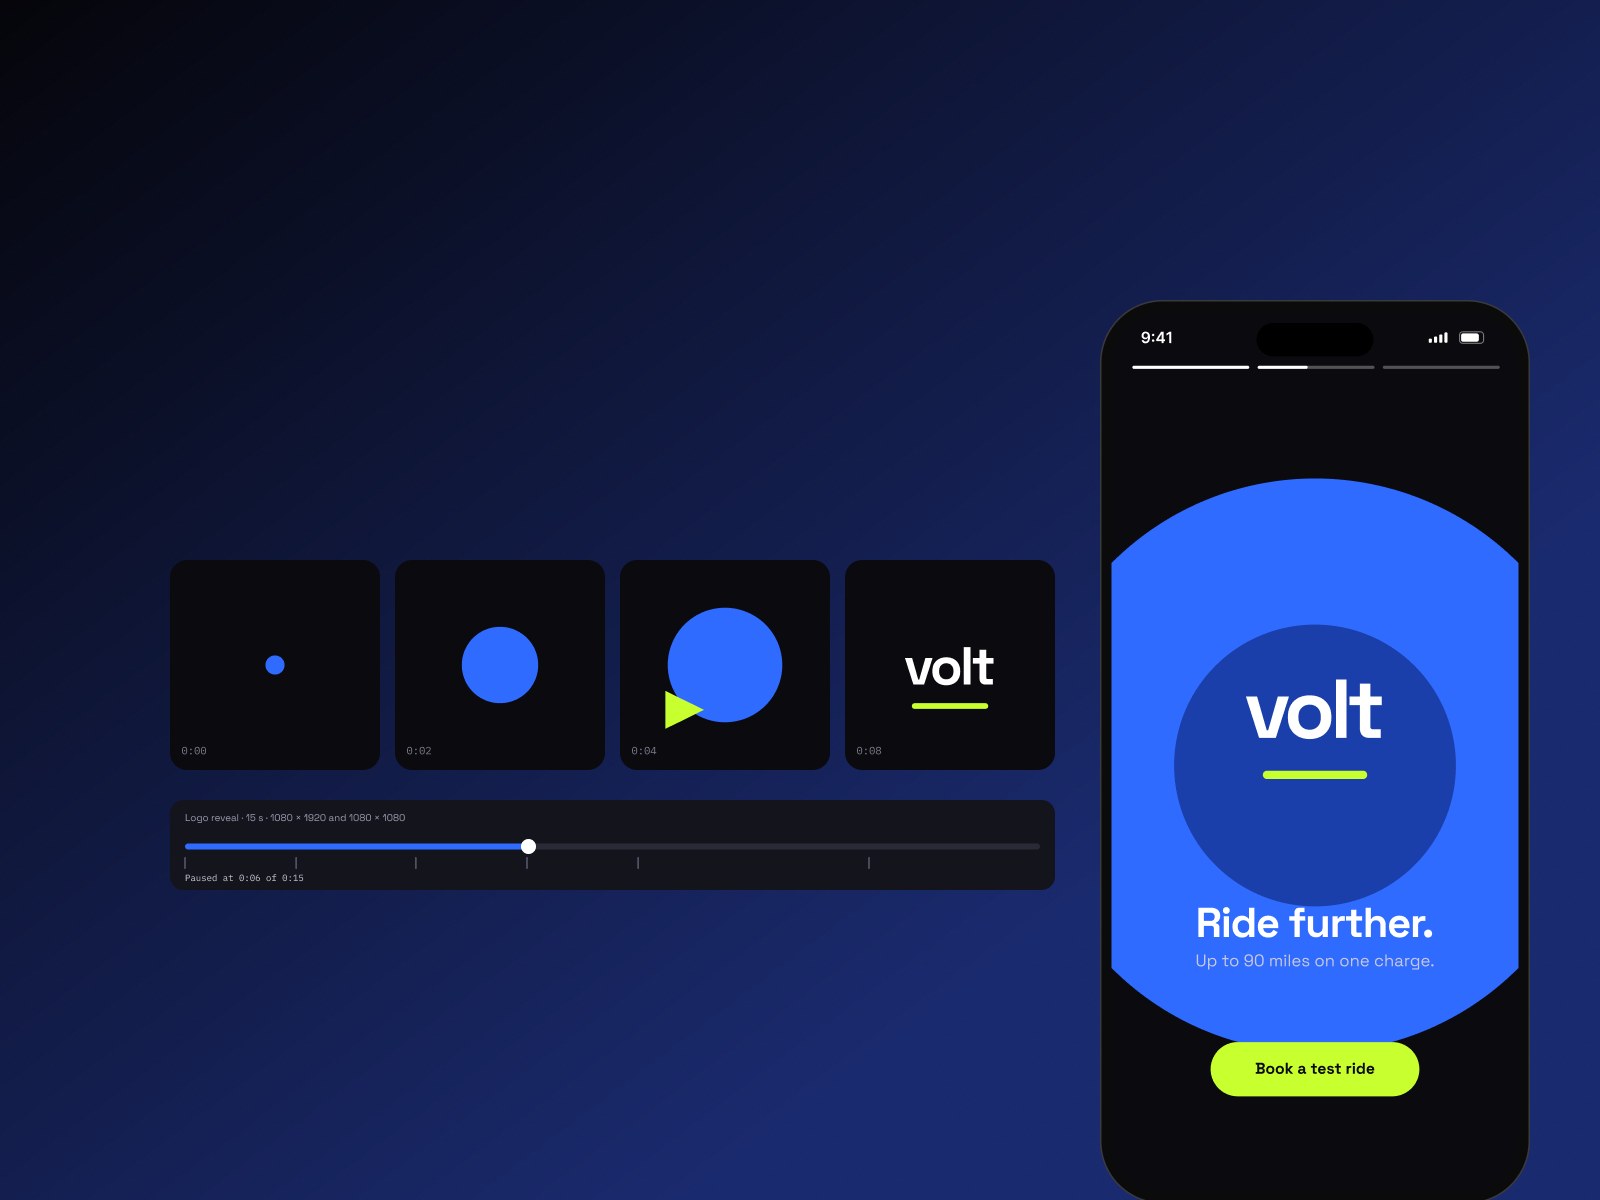 0:00
0:02
0:04
volt
0:08
Logo reveal · 15 s · 1080 × 1920 and 1080 × 1080
Paused at 0:06 of 0:15
9:41
volt
Ride further.
Up to 90 miles on one charge.
Book a test ride